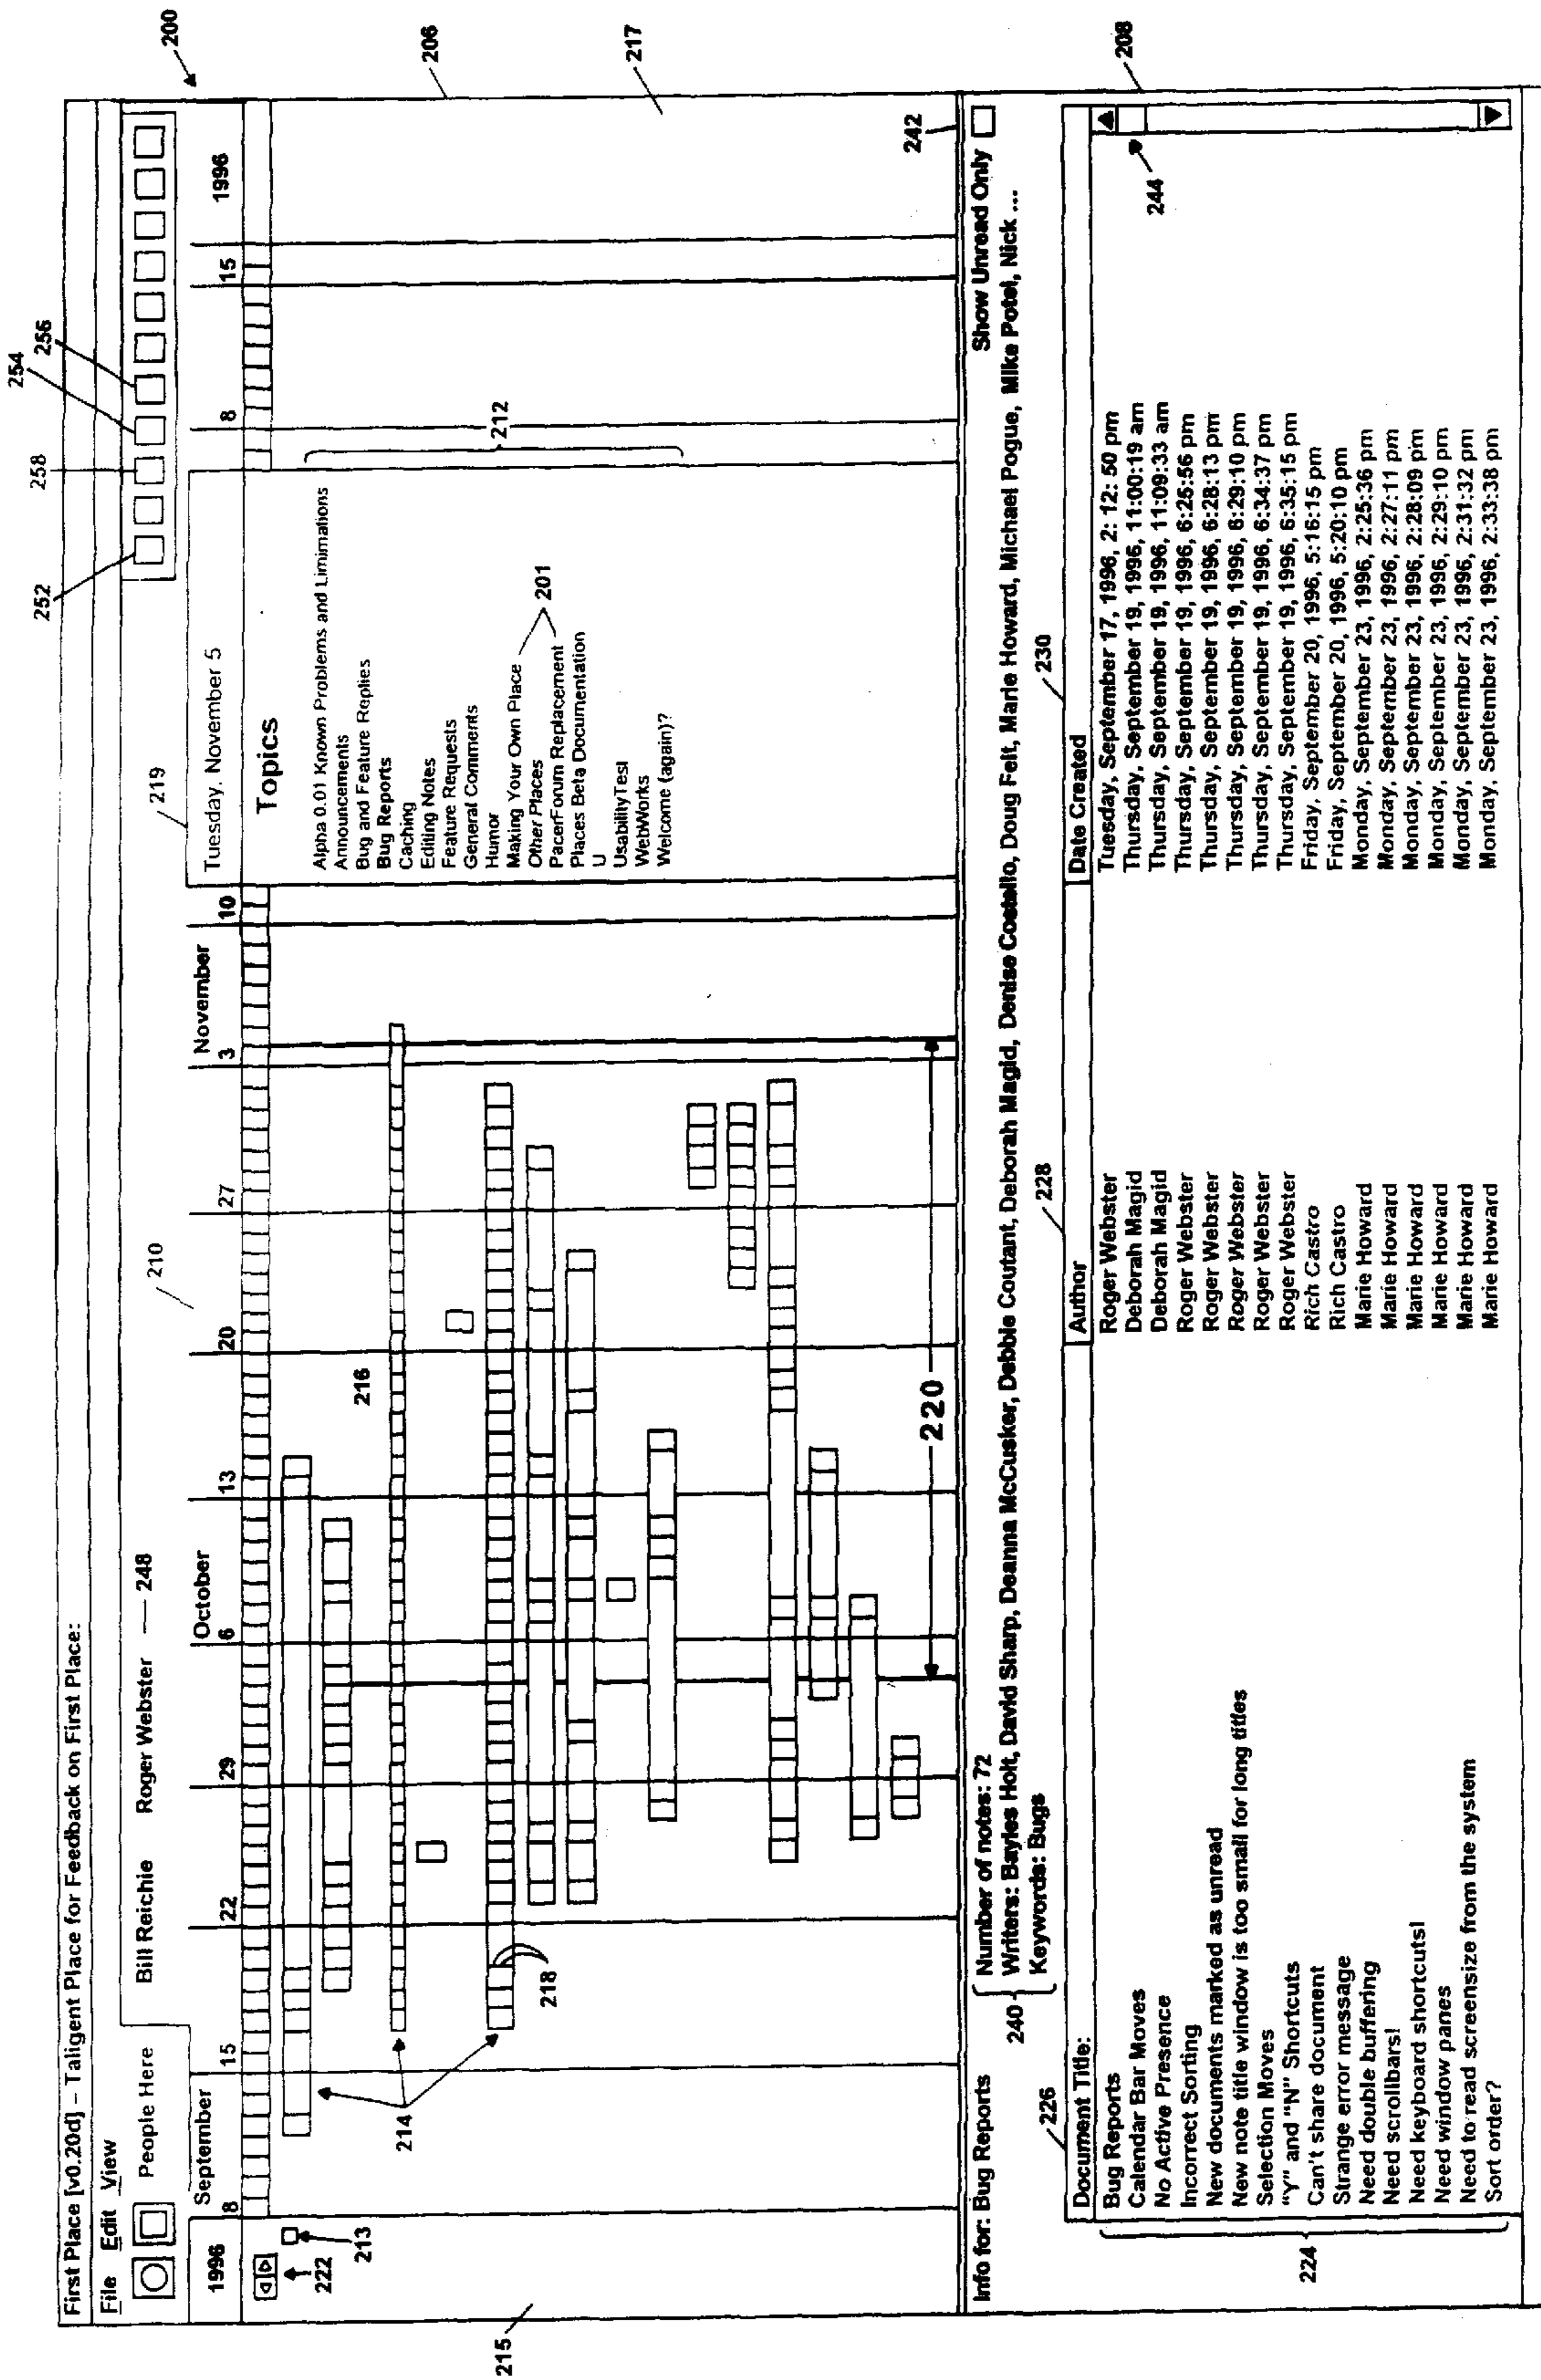 First Place [v0.20d] – Taligent Place for Feedback on First Place:
File Edit View
People Here Bill Reichie Roger Webster — 248
252 258 254 256
200
210
219
1996 September October November Tuesday, November 5 1996
8 15 22 29 6 13 20 27 3 10 8 15
222
213
214
216
218
220
215
Topics
Alpha 0.01 Known Problems and Limimations
Announcements
Bug and Feature Replies
Bug Reports
Caching
Editing Notes
Feature Requests
General Comments
Humor
Making Your Own Place
Other Places
PacerForum Replacement
Places Beta Documentation
U
UsabilityTesl
WebWorks
Welcome (again)?
201
212
206
217
242
Info for: Bug Reports
Show Unread Only
240
Number of notes: 72
Writers: Bayles Holt, David Sharp, Deanna McCusker, Debbie Coutant, Deborah Magid, Denise Costello, Doug Felt, Marie Howard, Michael Pogue, Mike Potel, Nick ...
Keywords: Bugs
226 228 230
208
Document Title: Author Date Created
Bug Reports Roger Webster Tuesday, September 17, 1996, 2: 12: 50 pm
Calendar Bar Moves Deborah Magid Thursday, September 19, 1996, 11:00:19 am
No Active Presence Deborah Magid Thursday, September 19, 1996, 11:09:33 am
Incorrect Sorting Roger Webster Thursday, September 19, 1996, 6:25:56 pm
New documents marked as unread Roger Webster Thursday, September 19, 1996, 6:28:13 pm
New note title window is too small for long titles Roger Webster Thursday, September 19, 1996, 6:29:10 pm
Selection Moves Roger Webster Thursday, September 19, 1996, 6:34:37 pm
"Y" and "N" Shortcuts Roger Webster Thursday, September 19, 1996, 6:35:15 pm
Can't share document Rich Castro Friday, September 20, 1996, 5:16:15 pm
Strange error message Rich Castro Friday, September 20, 1996, 5:20:10 pm
Need double buffering Marie Howard Monday, September 23, 1996, 2:25:36 pm
Need scrollbars! Marie Howard Monday, September 23, 1996, 2:27:11 pm
Need keyboard shortcuts! Marie Howard Monday, September 23, 1996, 2:28:09 pm
Need window panes Marie Howard Monday, September 23, 1996, 2:29:10 pm
Need to read screensize from the system Marie Howard Monday, September 23, 1996, 2:31:32 pm
Sort order? Marie Howard Monday, September 23, 1996, 2:33:38 pm
224
244